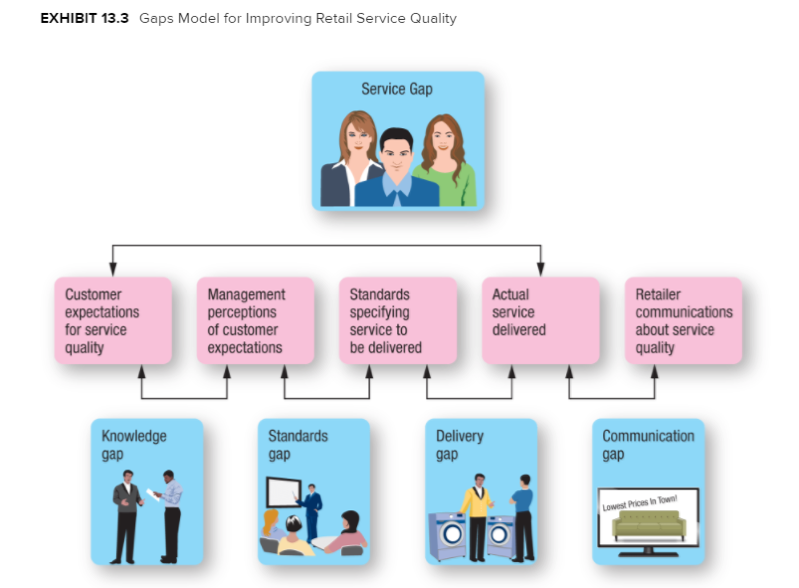 EXHIBIT 13.3 Gaps Model for Improving Retail Service Quality
Service Gap
Customer
expectations
for service
quality
Management
perceptions
of customer
expectations
Standards
specifying
service to
be delivered
Actual
service
delivered
Retailer
communications
about service
quality
Knowledge
gap
Standards
gap
Delivery
gap
Communication
gap
Lowest Prices In Town!